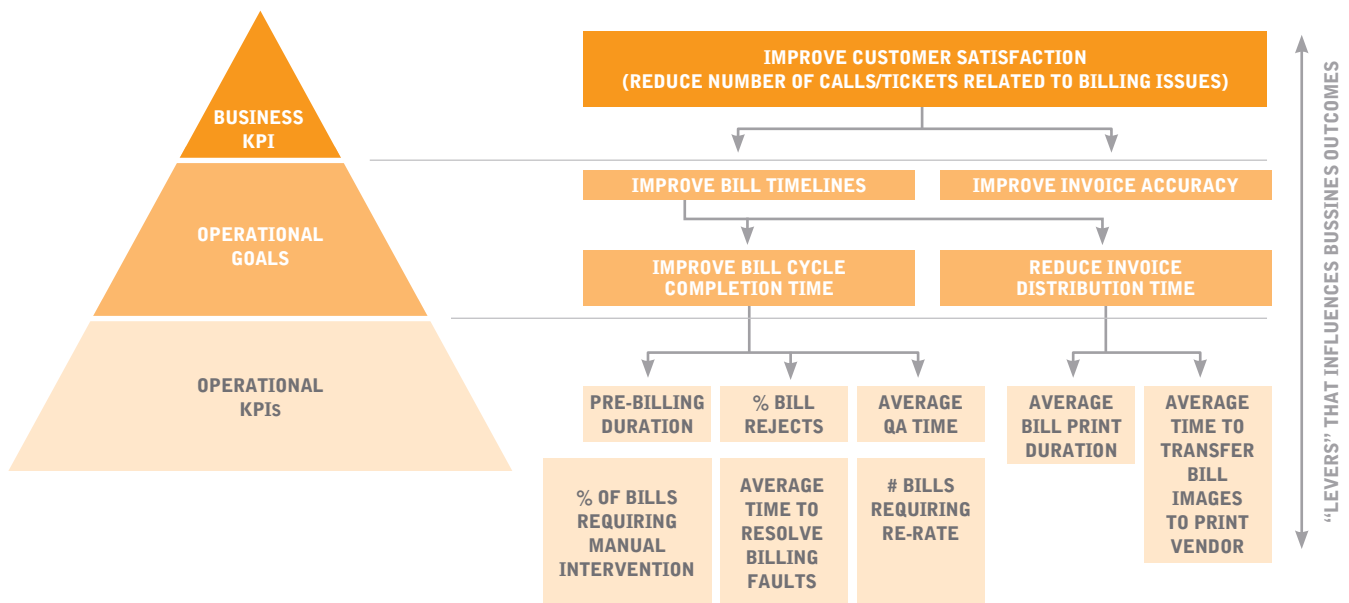 BUSINESS
KPI
OPERATIONAL
GOALS
OPERATIONAL
KPIs
IMPROVE CUSTOMER SATISFACTION
(REDUCE NUMBER OF CALLS/TICKETS RELATED TO BILLING ISSUES)
IMPROVE BILL TIMELINES
IMPROVE INVOICE ACCURACY
IMPROVE BILL CYCLE
COMPLETION TIME
REDUCE INVOICE
DISTRIBUTION TIME
PRE-BILLING
DURATION
% BILL
REJECTS
AVERAGE
QA TIME
AVERAGE
BILL PRINT
DURATION
AVERAGE
TIME TO
TRANSFER
BILL
IMAGES
TO PRINT
VENDOR
% OF BILLS
REQUIRING
MANUAL
INTERVENTION
AVERAGE
TIME TO
RESOLVE
BILLING
FAULTS
# BILLS
REQUIRING
RE-RATE
“LEVERS” THAT INFLUENCES BUSSINES OUTCOMES